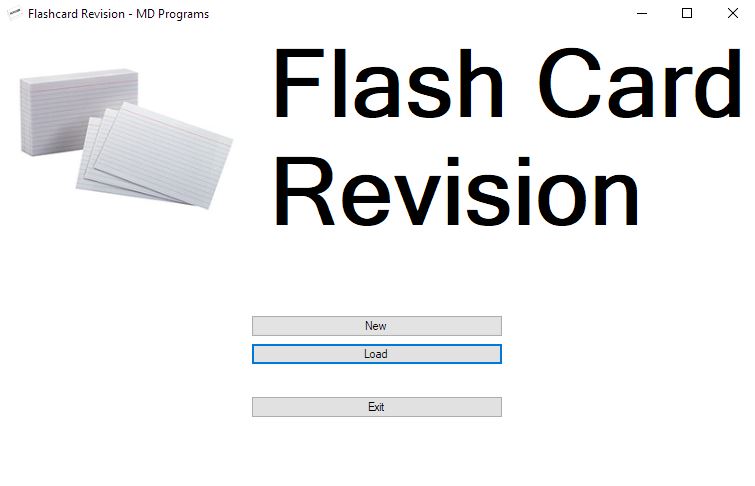 Flashcard Revision - MD Programs
Flash Card
Revision
New
Load
Exit